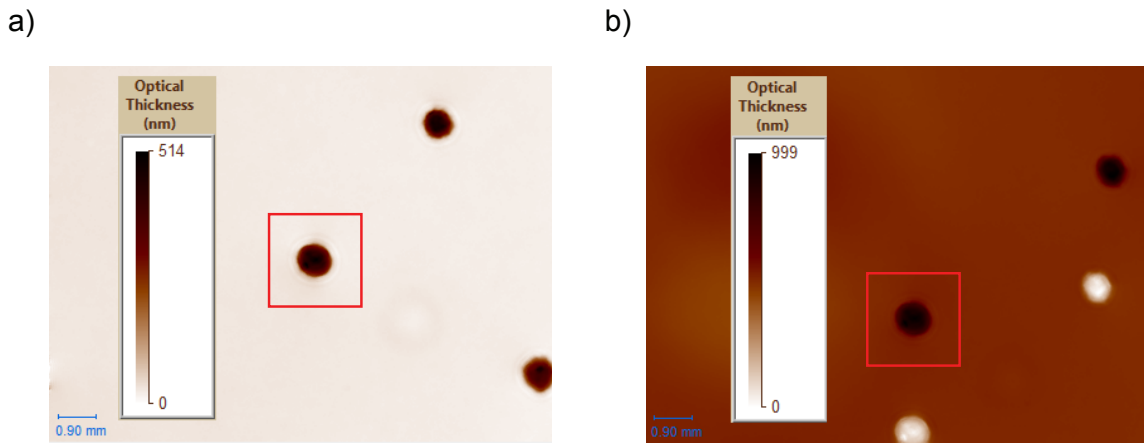 a)
b)
Optical
Thickness
(nm)
514
0
0.90 mm
Optical
Thickness
(nm)
999
0
0.90 mm